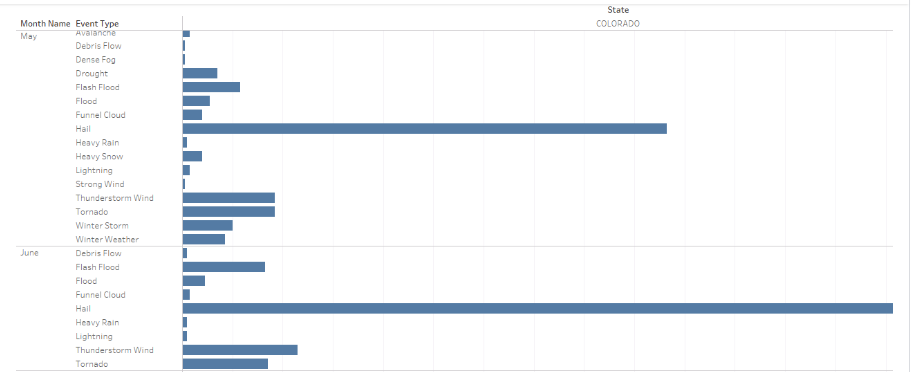 State
Month Name Event Type COLORADO
May Avalanche
Debris Flow
Dense Fog
Drought
Flash Flood
Flood
Funnel Cloud
Hail
Heavy Rain
Heavy Snow
Lightning
Strong Wind
Thunderstorm Wind
Tornado
Winter Storm
Winter Weather
June Debris Flow
Flash Flood
Flood
Funnel Cloud
Hail
Heavy Rain
Lightning
Thunderstorm Wind
Tornado